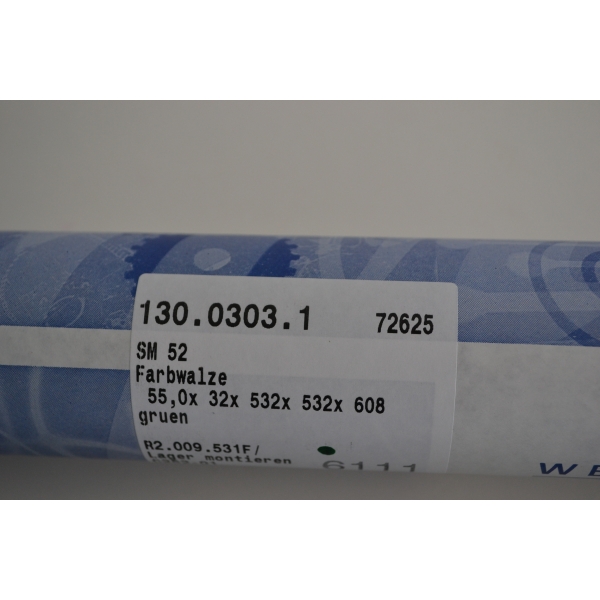 130.0303.1 72625
SM 52
Farbwalze
55,0x 32x 532x 532x 608
gruen
R2.009.531F/
Lager montieren
6111
W